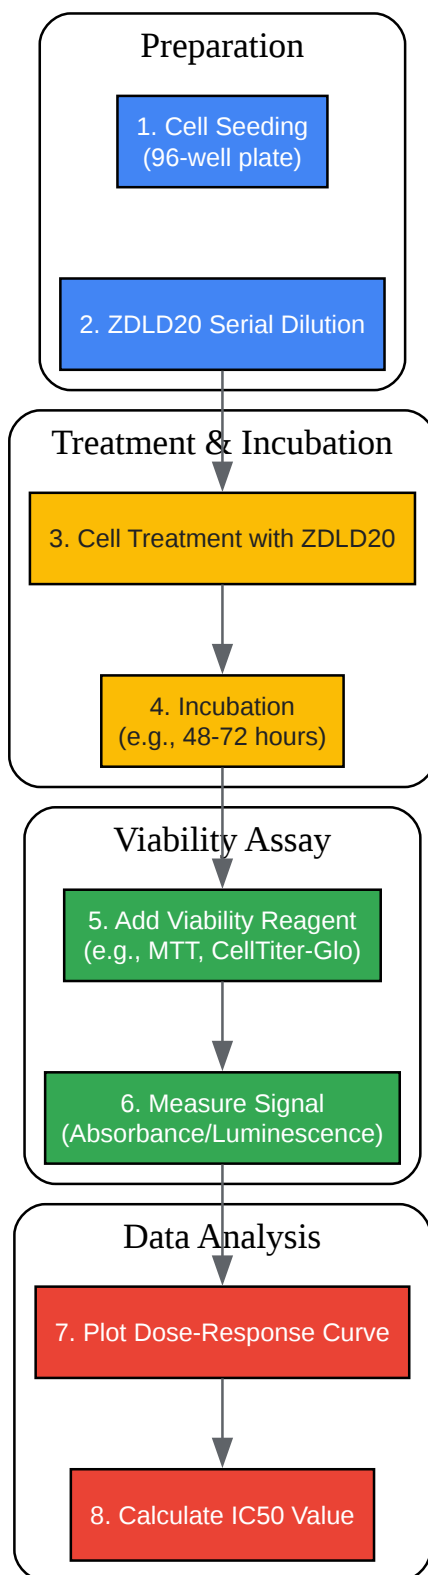 Preparation
1. Cell Seeding
(96-well plate)
2. ZDLD20 Serial Dilution
Treatment & Incubation
3. Cell Treatment with ZDLD20
4. Incubation
(e.g., 48-72 hours)
Viability Assay
5. Add Viability Reagent
(e.g., MTT, CellTiter-Glo)
6. Measure Signal
(Absorbance/Luminescence)
Data Analysis
7. Plot Dose-Response Curve
8. Calculate IC50 Value